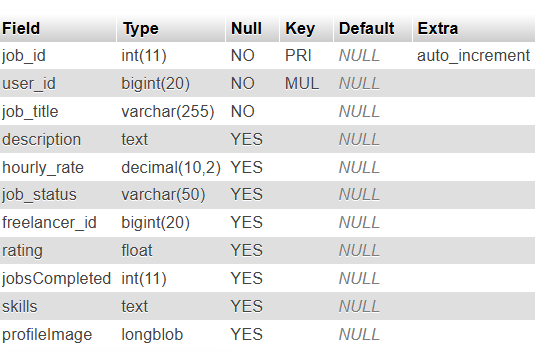 Field Type Null Key Default Extra
job_id int(11) NO PRI NULL auto_increment
user_id bigint(20) NO MUL NULL
job_title varchar(255) NO NULL
description text YES NULL
hourly_rate decimal(10,2) YES NULL
job_status varchar(50) YES NULL
freelancer_id bigint(20) YES NULL
rating float YES NULL
jobsCompleted int(11) YES NULL
skills text YES NULL
profileImage longblob YES NULL